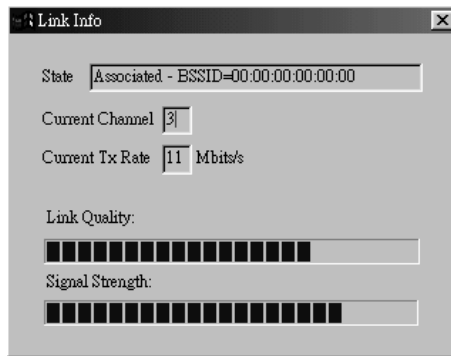 Link Info
State Associated - BSSID=00:00:00:00:00:00
Current Channel 3
Current Tx Rate 11 Mbits/s
Link Quality:
Signal Strength: